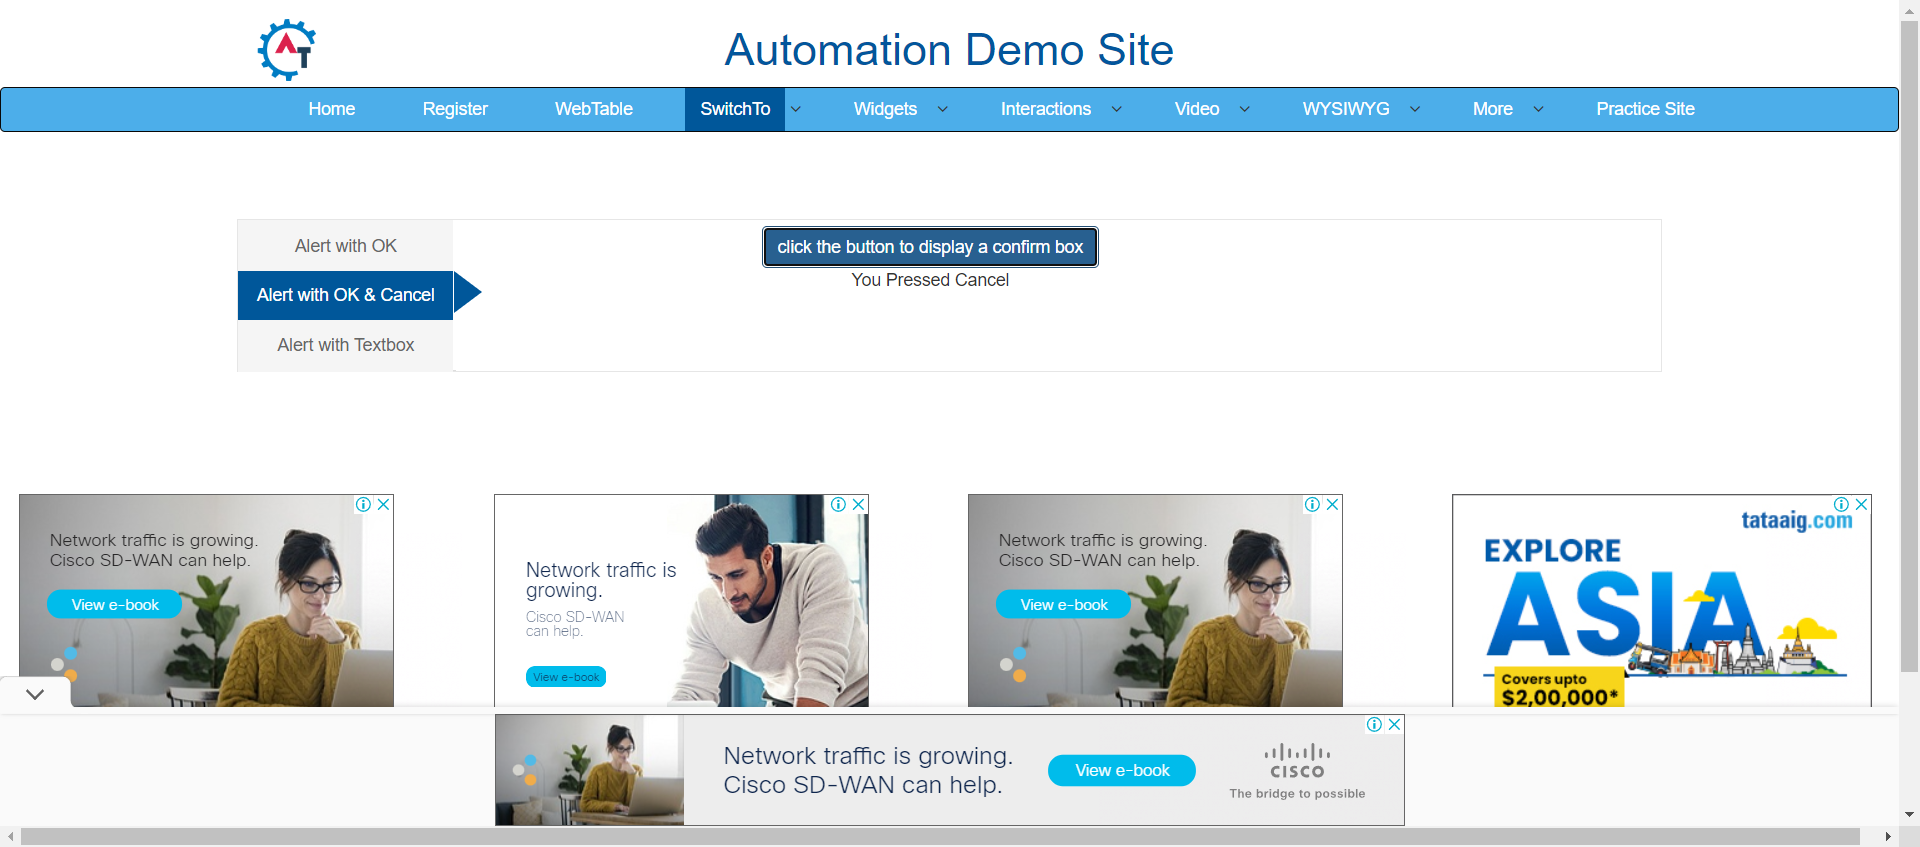 AT
Automation Demo Site
Home Register WebTable SwitchTo Widgets Interactions Video WYSIWYG More Practice Site
Alert with OK
Alert with OK & Cancel
Alert with Textbox
click the button to display a confirm box
You Pressed Cancel
Network traffic is growing.
Cisco SD-WAN can help.
View e-book
Network traffic is
growing.
Cisco SD-WAN
can help.
View e-book
Network traffic is growing.
Cisco SD-WAN can help.
View e-book
tataaig.com
EXPLORE
ASIA
Covers upto
$2,00,000*
Network traffic is growing.
Cisco SD-WAN can help.
View e-book
CISCO
The bridge to possible